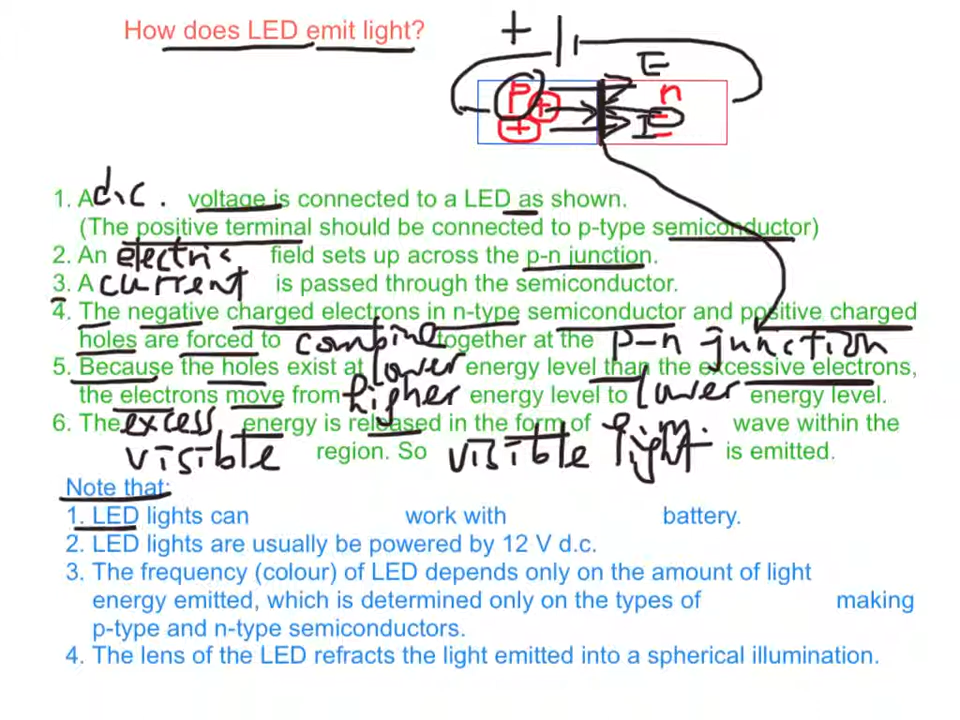 How does LED emit light?
+
E
P n
+ −
+ I −
1. A d.c. voltage is connected to a LED as shown.
(The positive terminal should be connected to p-type semiconductor)
2. An electric field sets up across the p-n junction.
3. A current is passed through the semiconductor.
4. The negative charged electrons in n-type semiconductor and positive charged
holes are forced to combine together at the p-n junction
5. Because the holes exist at lower energy level than the excessive electrons,
the electrons move from higher energy level to lower energy level.
6. The excess energy is released in the form of light. wave within the
visible region. So visible light is emitted.
Note that:
1. LED lights can work with battery.
2. LED lights are usually be powered by 12 V d.c.
3. The frequency (colour) of LED depends only on the amount of light
energy emitted, which is determined only on the types of making
p-type and n-type semiconductors.
4. The lens of the LED refracts the light emitted into a spherical illumination.